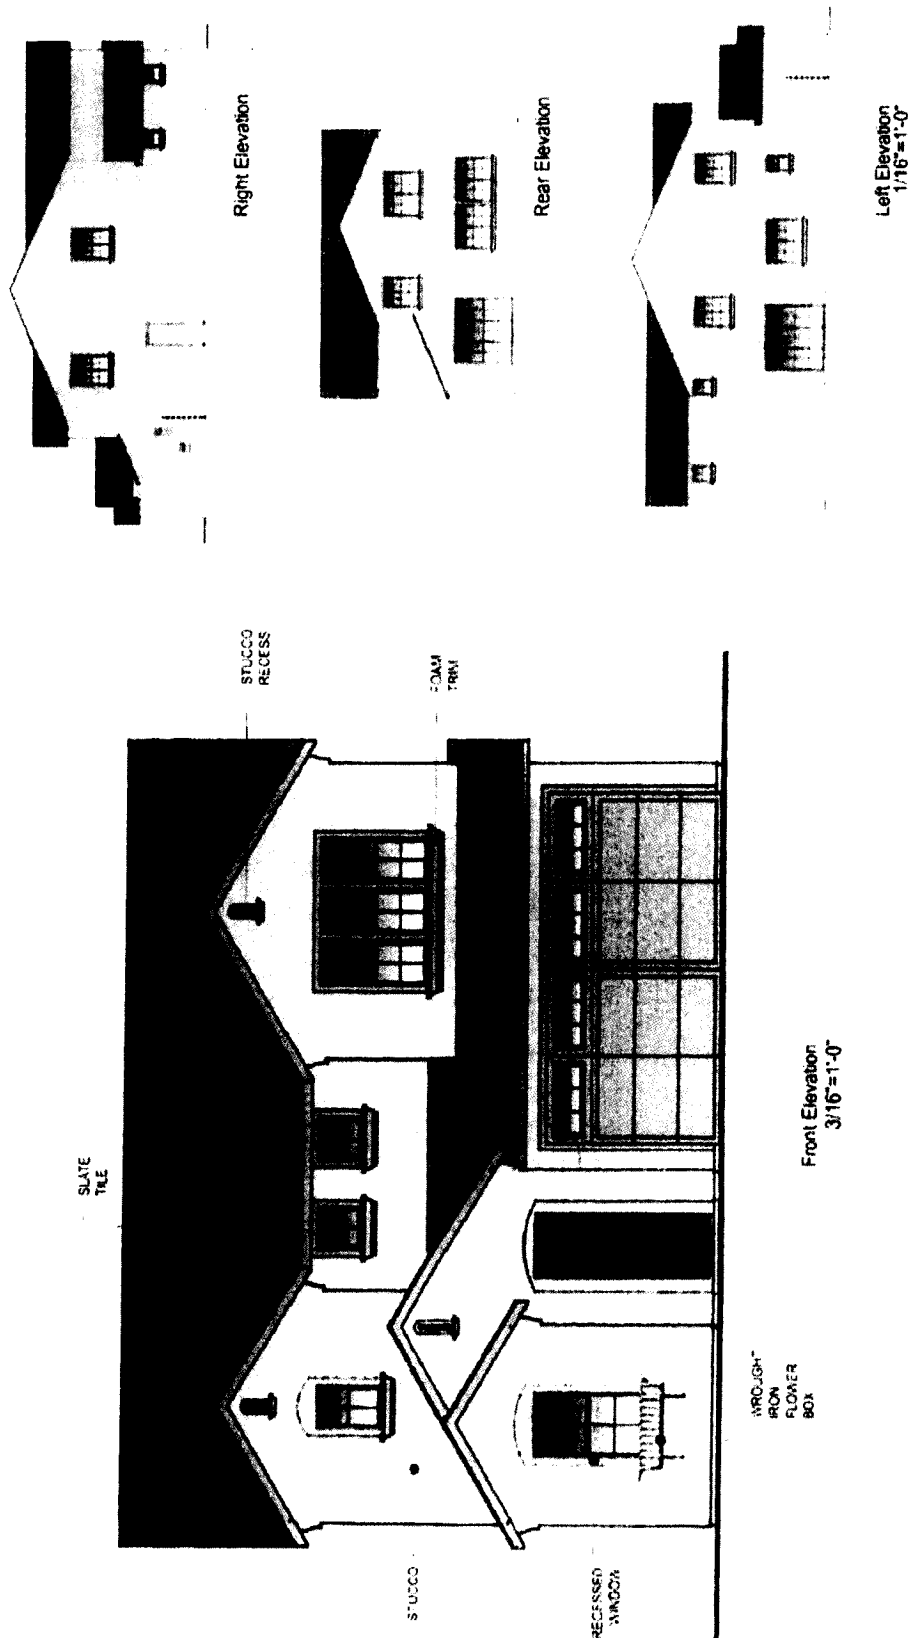 SLATE
TILE
STUCCO
RECESS
FOAM
TRIM
STUCCO
RECESSED
WINDOW
WROUGHT
IRON
FLOWER
BOX
Front Elevation
3/16"=1'-0"
Right Elevation
Rear Elevation
Left Elevation
1/16"=1'-0"